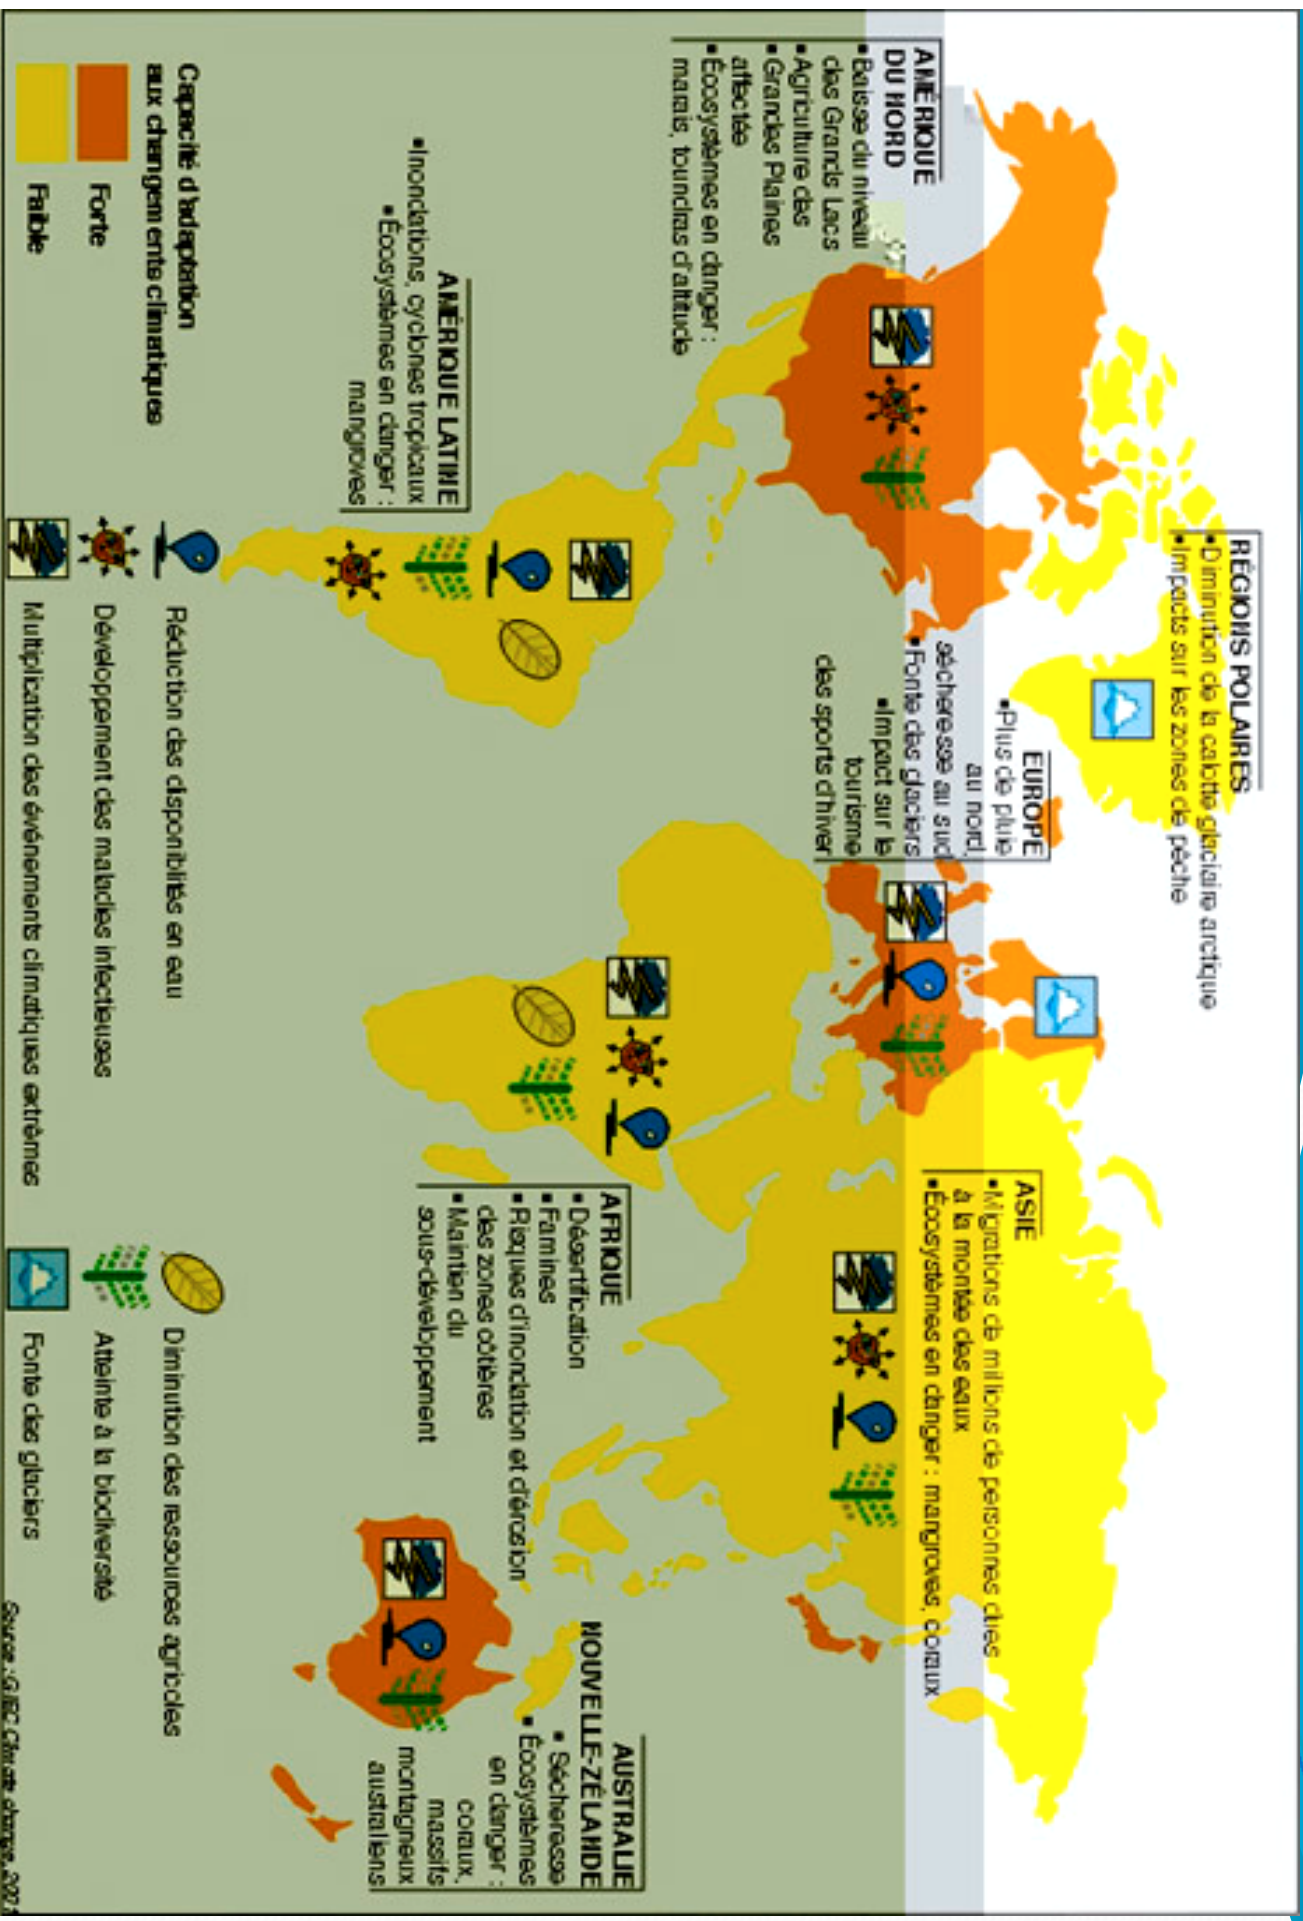 RÉGIONS POLAIRES
▪Diminution de la calotte glaciaire arctique
▪Impacts sur les zones de pêche
AMÉRIQUE
DU NORD
▪Baisse du niveau
des Grands Lacs
▪Agriculture des
▪Grandes Plaines
affectée
▪Écosystèmes en danger :
marais, toundras d'altitude
EUROPE
▪Plus de pluie
au nord,
sécheresse au sud
▪Fonte des glaciers
▪Impact sur le
tourisme
des sports d'hiver
ASIE
▪Migrations de millions de personnes dues
à la montée des eaux
▪Écosystèmes en danger : mangroves, coraux
AMÉRIQUE LATINE
▪Inondations, cyclones tropicaux
▪Écosystèmes en danger :
mangroves
AFRIQUE
▪Désertification
▪Famines
▪Risques d'inondation et d'érosion
des zones côtières
▪Maintien du
sous-développement
AUSTRALIE
NOUVELLE-ZÉLANDE
▪Sécheresse
▪Écosystèmes
en danger :
coraux,
massifs
montagneux
australiens
Capacité d'adaptation
aux changements climatiques
Forte
Faible
Réduction des disponibilités en eau
Développement des maladies infectieuses
Multiplication des événements climatiques extrêmes
Diminution des ressources agricoles
Atteinte à la biodiversité
Fonte des glaciers
Source : GIEC Climate change,